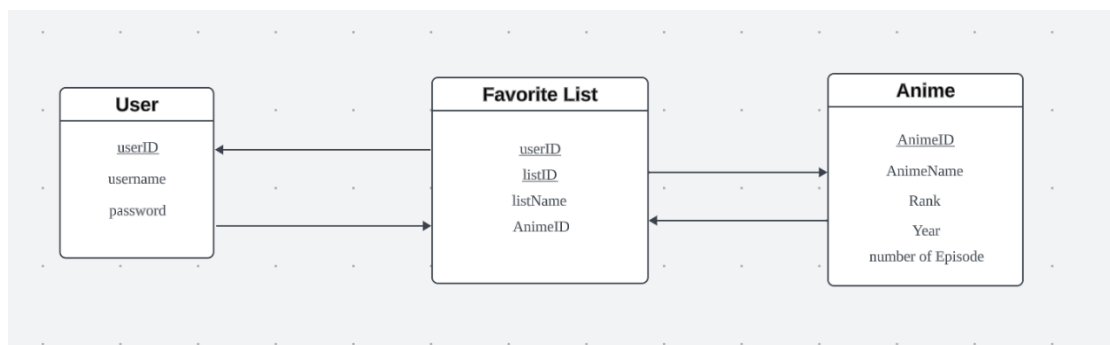 User
userID
username
password
Favorite List
userID
listID
listName
AnimeID
Anime
AnimeID
AnimeName
Rank
Year
number of Episode